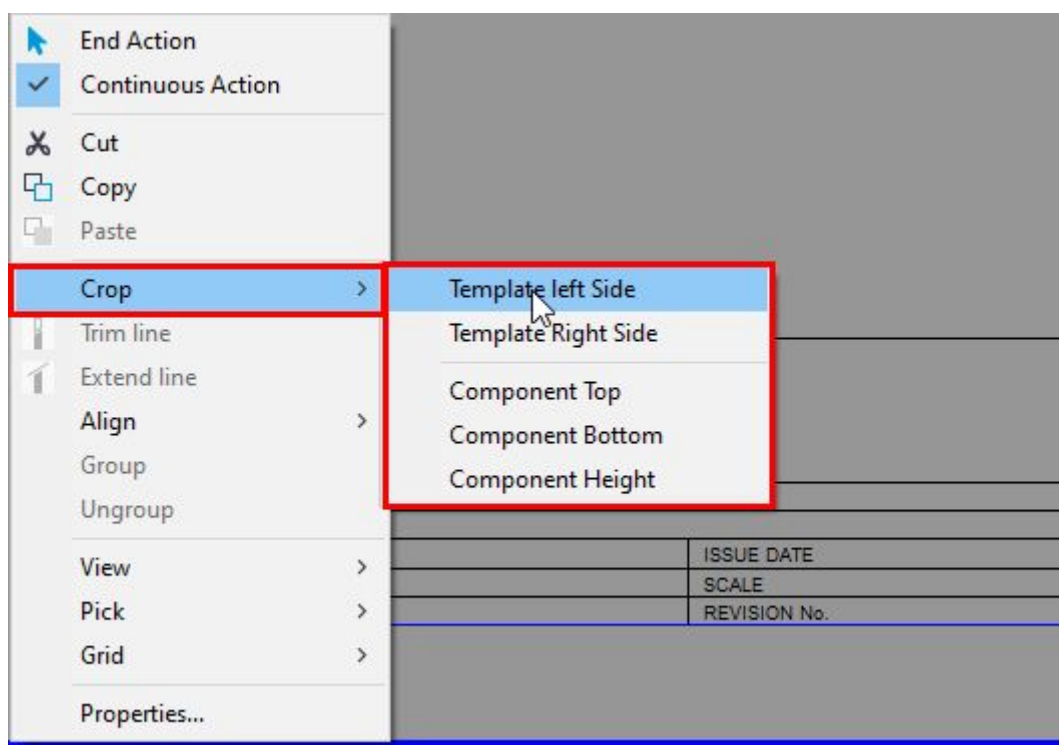 End Action
Continuous Action
Cut
Copy
Paste
Crop
Trim line
Extend line
Align
Group
Ungroup
View
Pick
Grid
Properties...
Template left Side
Template Right Side
Component Top
Component Bottom
Component Height
ISSUE DATE
SCALE
REVISION No.